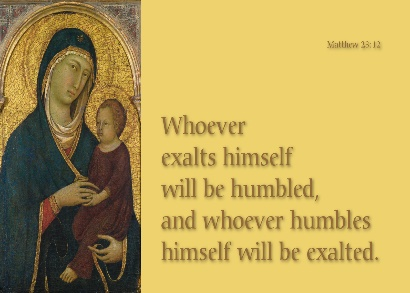 Matthew 23:12
Whoever
exalts himself
will be humbled,
and whoever humbles
himself will be exalted.